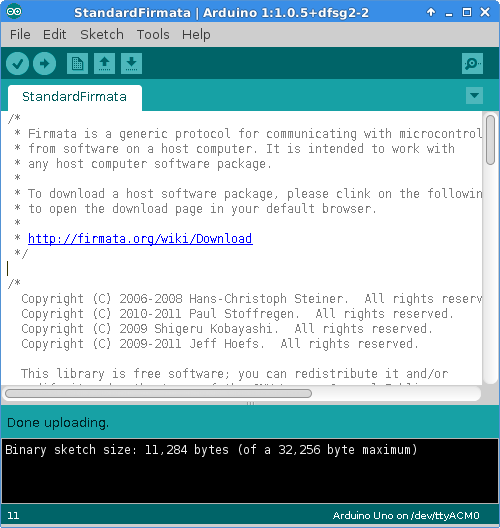 StandardFirmata | Arduino 1:1.0.5+dfsg2-2
File Edit Sketch Tools Help
StandardFirmata
/*
 * Firmata is a generic protocol for communicating with microcontrol
 * from software on a host computer. It is intended to work with
 * any host computer software package.
 *
 * To download a host software package, please clink on the followin
 * to open the download page in your default browser.
 *
 * http://firmata.org/wiki/Download
 */
/*
  Copyright (C) 2006-2008 Hans-Christoph Steiner.  All rights reserv
  Copyright (C) 2010-2011 Paul Stoffregen.  All rights reserved.
  Copyright (C) 2009 Shigeru Kobayashi.  All rights reserved.
  Copyright (C) 2009-2011 Jeff Hoefs.  All rights reserved.
  This library is free software; you can redistribute it and/or
Done uploading.
Binary sketch size: 11,284 bytes (of a 32,256 byte maximum)
11
Arduino Uno on /dev/ttyACM0